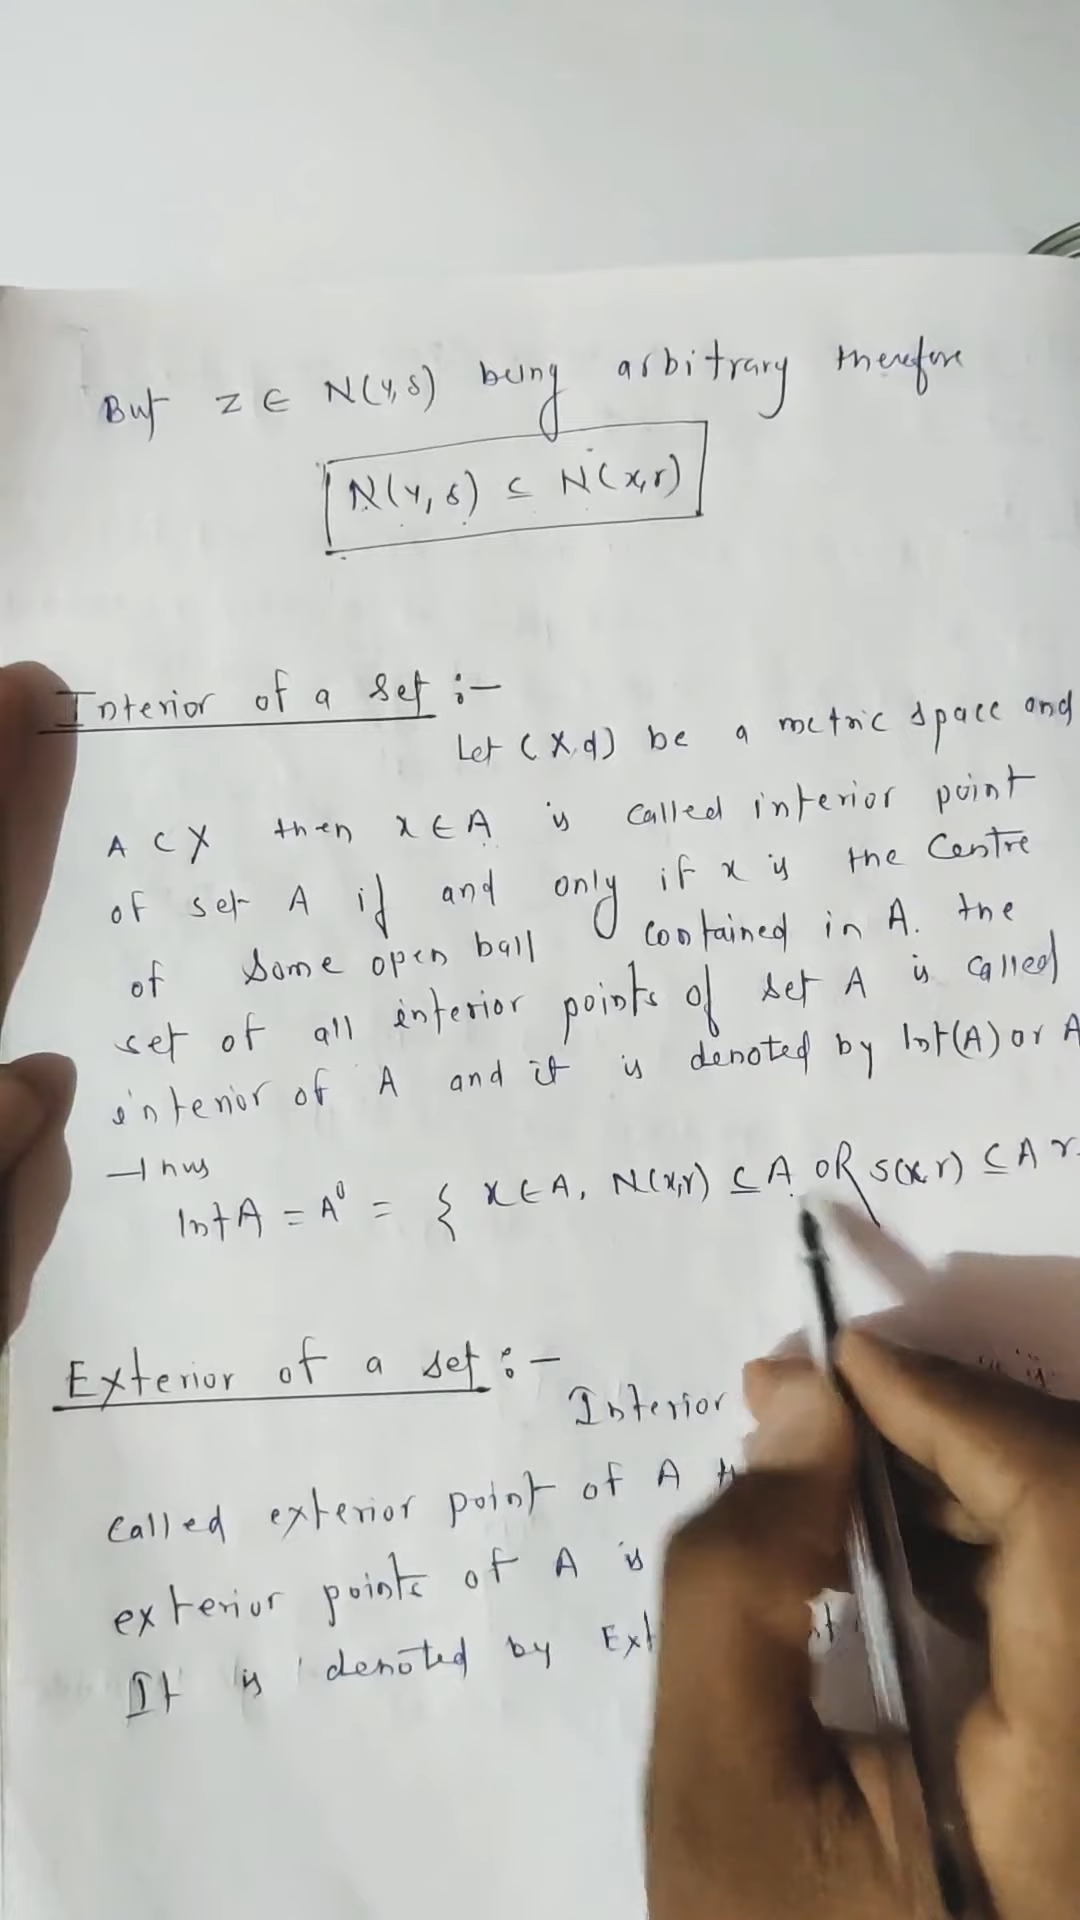 But z ∈ N(y,δ) being arbitrary therefore
N(y,δ) ⊆ N(x,r)
Interior of a set :-
Let (X,d) be a metric space and
A ⊂ X then x ∈ A is called interior point
of set A if and only if x is the centre
of some open ball contained in A. the
set of all interior points of set A is called
interior of A and it is denoted by Int(A) or A
Thus
Int A = A⁰ = { x ∈ A, N(x,r) ⊆ A OR S(x,r) ⊆ A r
Exterior of a set :-
Interior
called exterior point of A
exterior points of A is
It is denoted by Ext